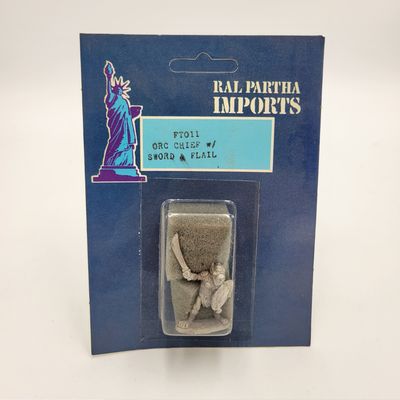 RAL PARTHA
IMPORTS
FT011
ORC CHIEF W/
SWORD & FLAIL